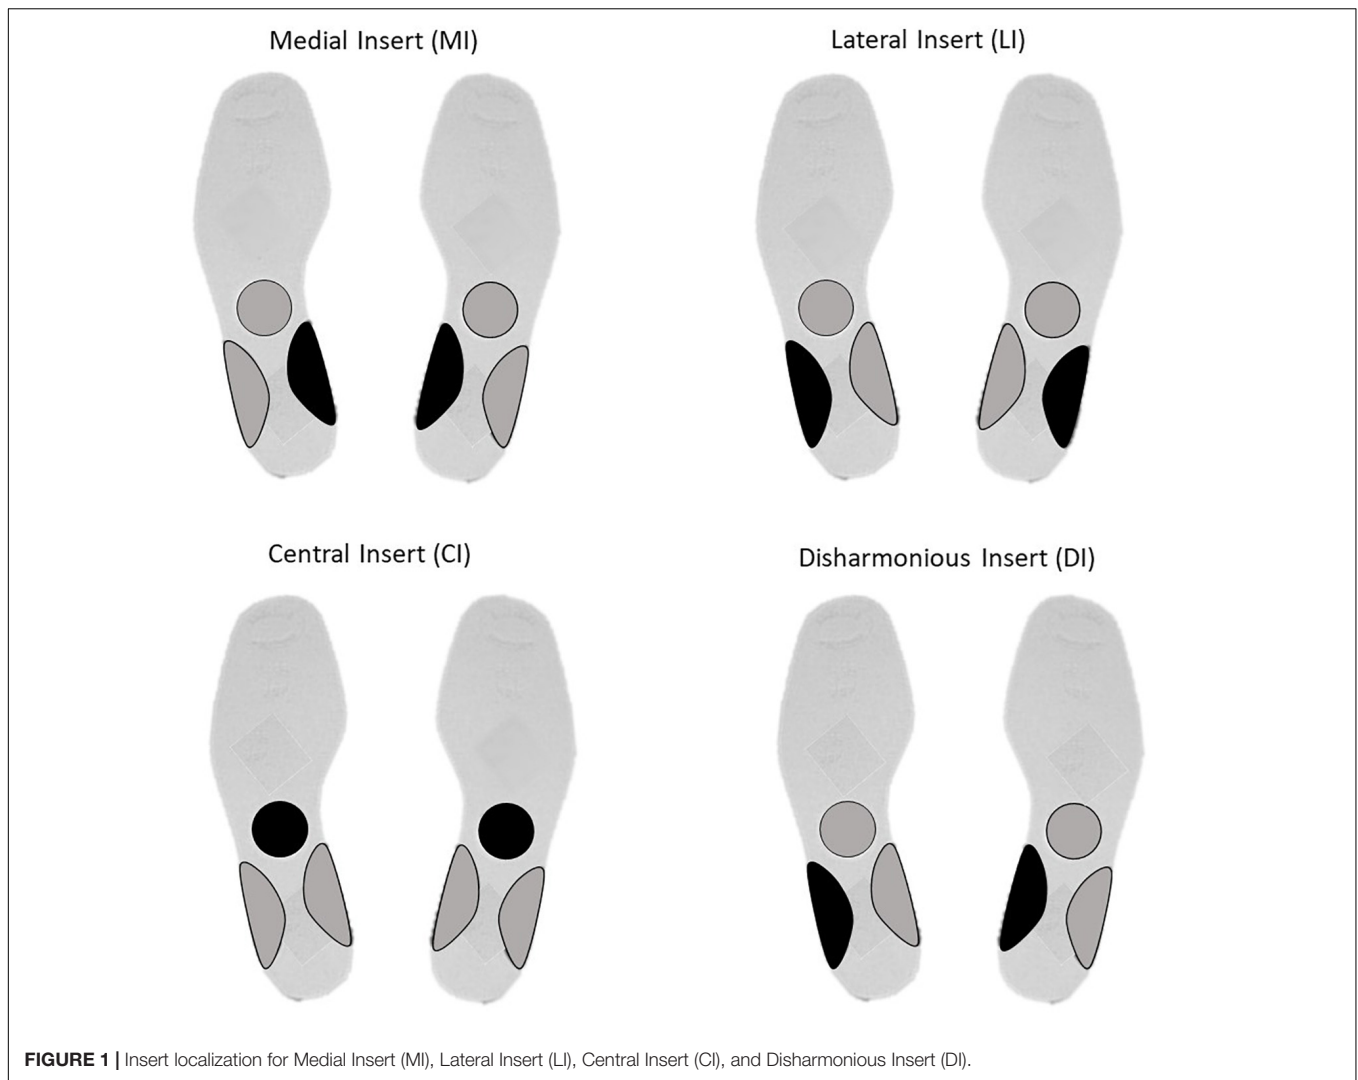 Medial Insert (MI)
Lateral Insert (LI)
Central Insert (CI)
Disharmonious Insert (DI)
FIGURE 1 | Insert localization for Medial Insert (MI), Lateral Insert (LI), Central Insert (CI), and Disharmonious Insert (DI).